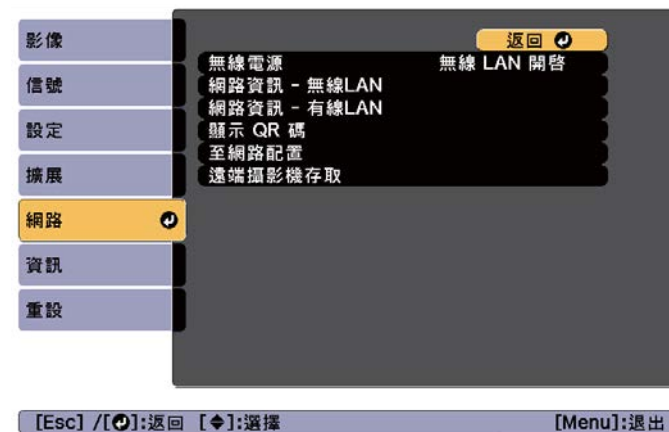 影像
信號
設定
擴展
網路
資訊
重設
返回
無線電源 無線 LAN 開啓
網路資訊 - 無線LAN
網路資訊 - 有線LAN
顯示 QR 碼
至網路配置
遠端攝影機存取
[Esc] /[⏎]:返回 [◆]:選擇 [Menu]:退出